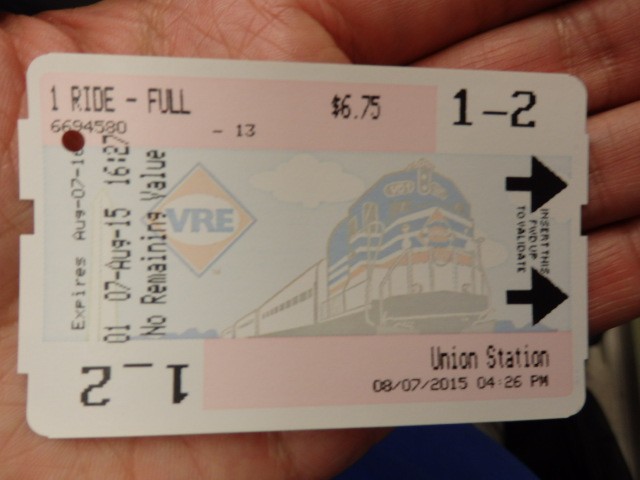 1 RIDE - FULL
$6.75
1-2
6694580
- 13
Expires Aug-07-16
01 07-Aug-15 16:27
No Remaining Value
VRE
INSERT THIS
END UP
TO VALIDATE
Union Station
08/07/2015 04:26 PM
1-2